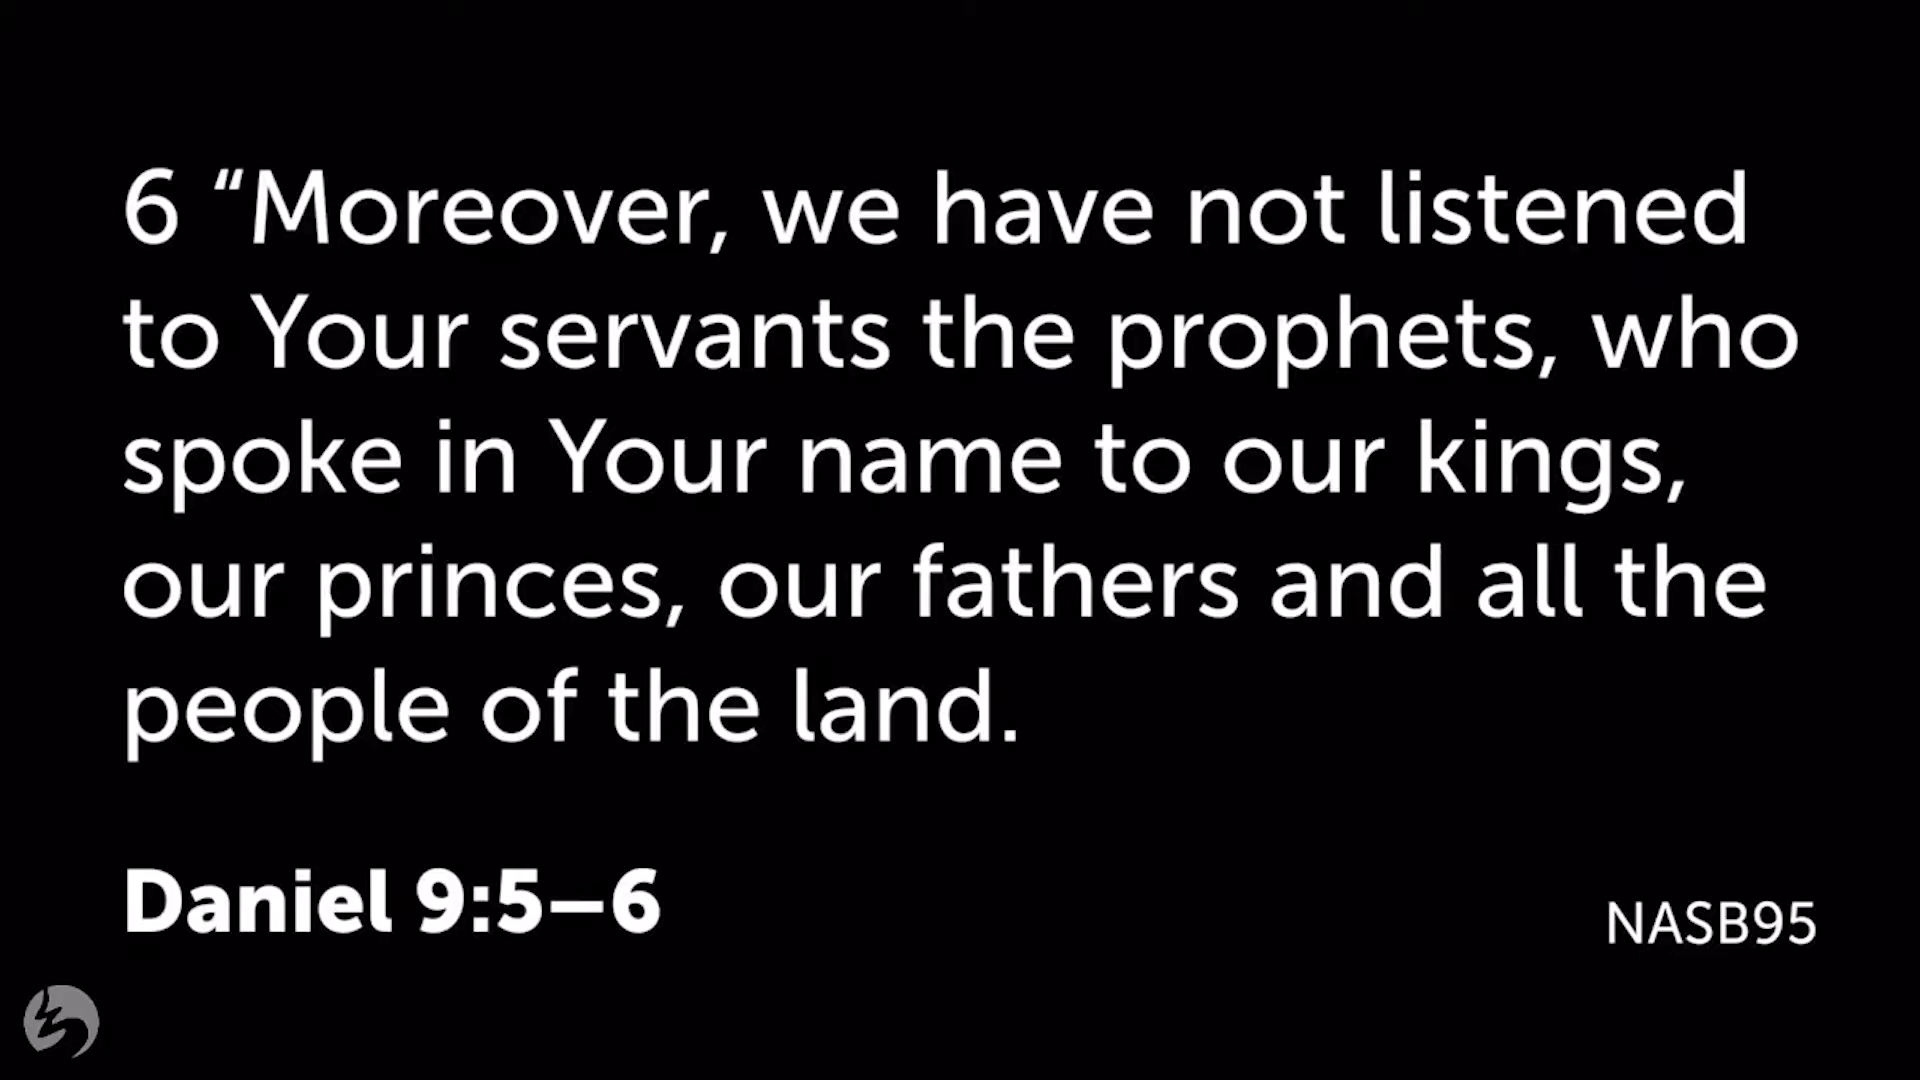 6 “Moreover, we have not listened
to Your servants the prophets, who
spoke in Your name to our kings,
our princes, our fathers and all the
people of the land.
Daniel 9:5–6
NASB95